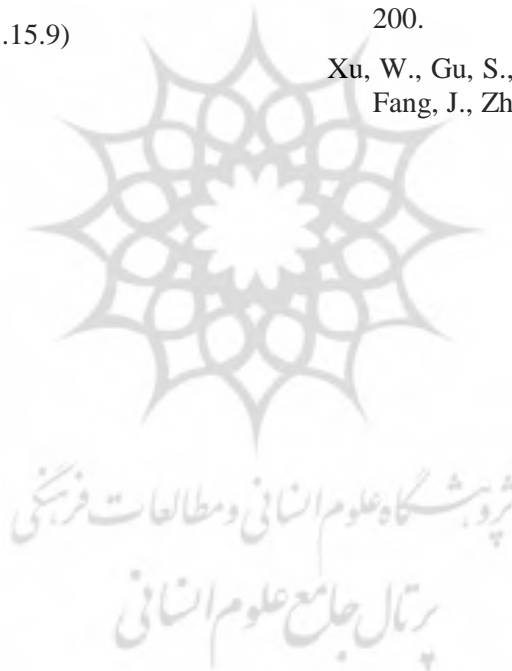 .15.9)
200.
Xu, W., Gu, S.,
Fang, J., Zh
پژوهشگاه علوم انسانی و مطالعات فرهنگی
پرتال جامع علوم انسانی